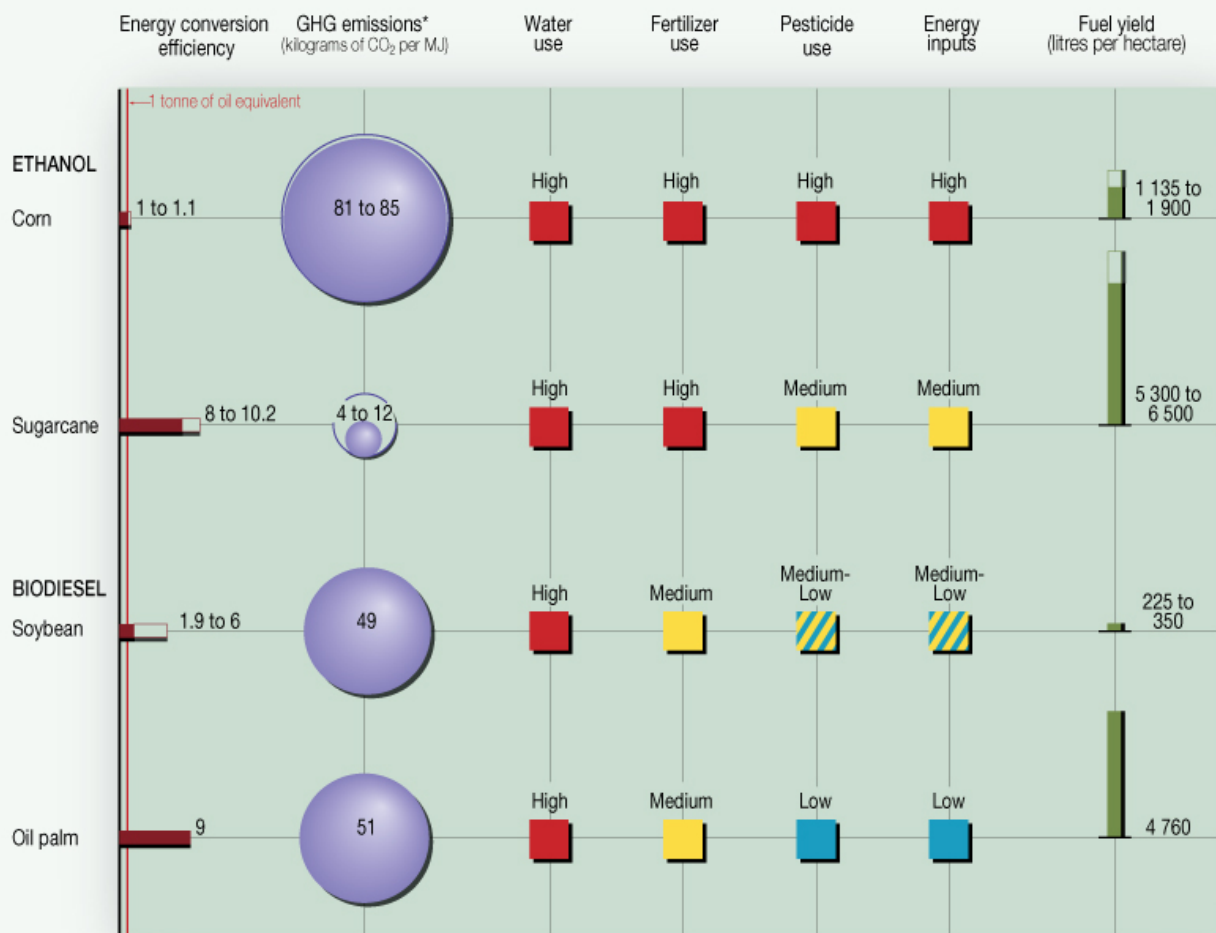 Energy conversion
efficiency
GHG emissions*
(kilograms of CO₂ per MJ)
Water
use
Fertilizer
use
Pesticide
use
Energy
inputs
Fuel yield
(litres per hectare)
1 tonne of oil equivalent
ETHANOL
Corn
1 to 1.1
81 to 85
High
High
High
High
1 135 to
1 900
Sugarcane
8 to 10.2
4 to 12
High
High
Medium
Medium
5 300 to
6 500
BIODIESEL
Soybean
1.9 to 6
49
High
Medium
Medium-
Low
Medium-
Low
225 to
350
Oil palm
9
51
High
Medium
Low
Low
4 760